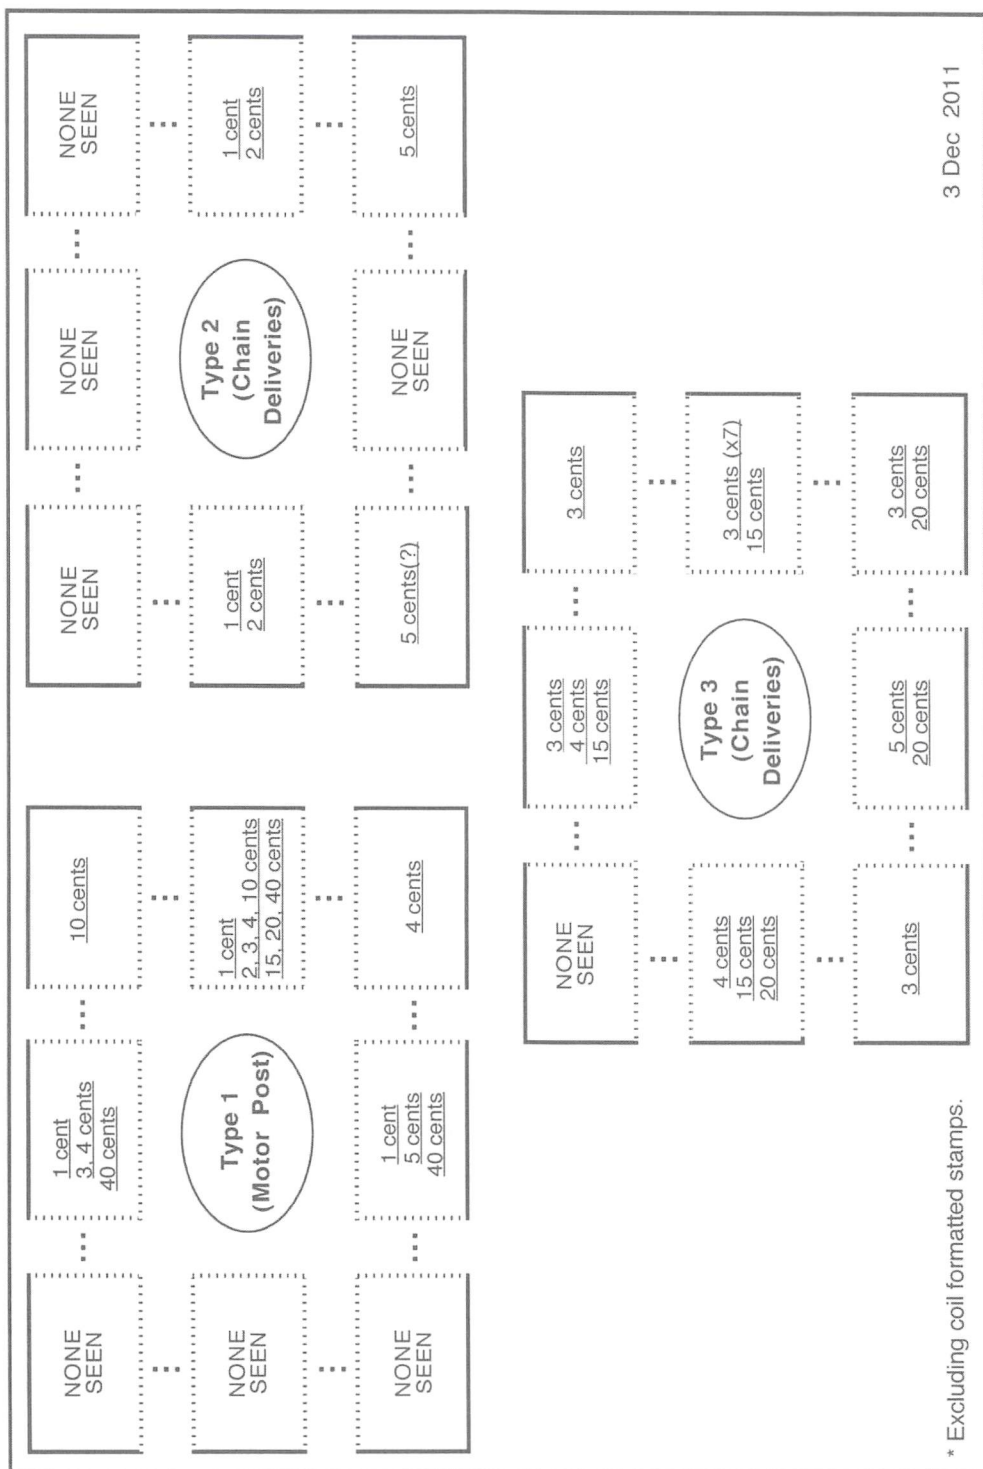 NONE
SEEN
1 cent
3, 4 cents
40 cents
10 cents
NONE
SEEN
Type 1
(Motor Post)
1 cent
2, 3, 4, 10 cents
15, 20, 40 cents
NONE
SEEN
1 cent
5 cents
40 cents
4 cents
NONE
SEEN
NONE
SEEN
NONE
SEEN
1 cent
2 cents
Type 2
(Chain
Deliveries)
1 cent
2 cents
5 cents(?)
NONE
SEEN
5 cents
NONE
SEEN
3 cents
4 cents
15 cents
3 cents
4 cents
15 cents
20 cents
Type 3
(Chain
Deliveries)
3 cents (x7)
15 cents
3 cents
5 cents
20 cents
3 cents
20 cents
* Excluding coil formatted stamps.
3 Dec 2011